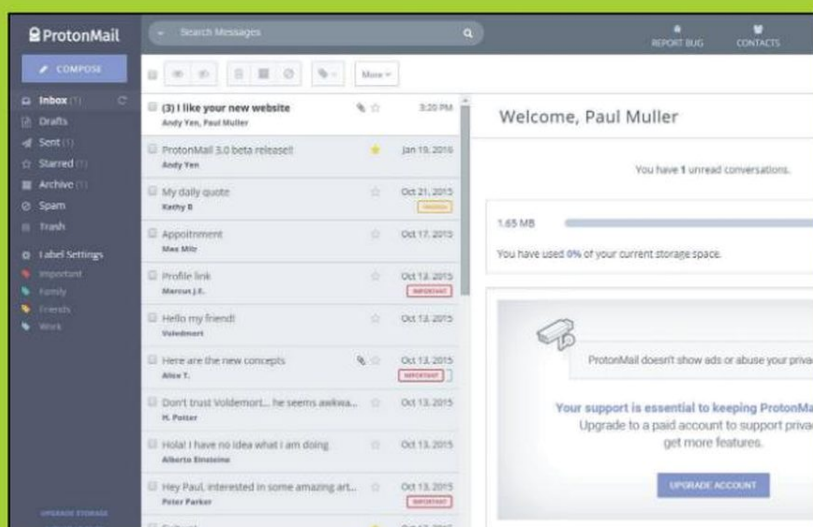 ProtonMail
Search Messages
REPORT BUG
CONTACTS
COMPOSE
More
Inbox (1)
Drafts
Sent (1)
Starred (1)
Archive (1)
Spam
Trash
Label Settings
Important
Family
Friends
Work
UPGRADE STORAGE
(3) I like your new website
3:20 PM
Andy Yen, Paul Muller
ProtonMail 3.0 beta release!!
Jan 19, 2016
Andy Yen
My daily quote
Oct 21, 2015
Kathy B
Appoitnment
Oct 17, 2015
Max Milz
Profile link
Oct 13, 2015
Marcus J.E.
IMPORTANT
Hello my friend!
Oct 13, 2015
Voledmort
Here are the new concepts
Oct 13, 2015
Alice T.
IMPORTANT
Don't trust Voldemort... he seems awkwa...
Oct 13, 2015
H. Potter
Hola! I have no idea what i am doing
Oct 13, 2015
Alberto Einsteino
Hey Paul, interested in some amazing art...
Oct 13, 2015
Peter Parker
IMPORTANT
Welcome, Paul Muller
You have 1 unread conversations.
1.65 MB
You have used 0% of your current storage space.
ProtonMail doesn't show ads or abuse your priva
Your support is essential to keeping ProtonMa
Upgrade to a paid account to support priva
get more features.
UPGRADE ACCOUNT